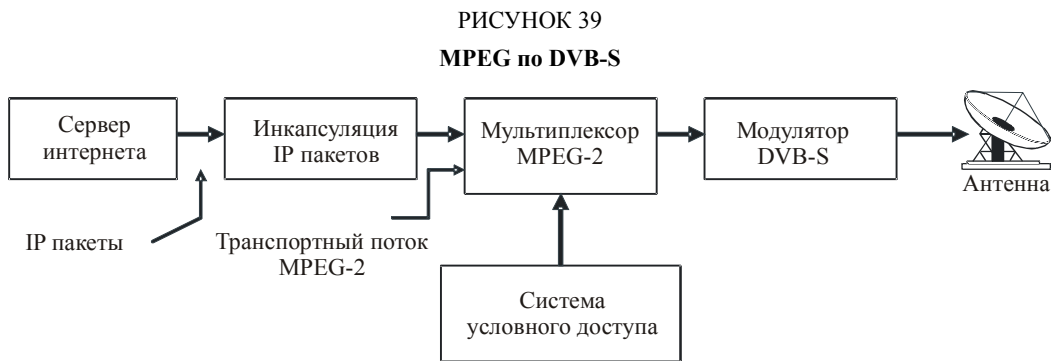 РИСУНОК 39
MPEG по DVB-S
Сервер
интернета
Инкапсуляция
IP пакетов
Мультиплексор
MPEG-2
Модулятор
DVB-S
Антенна
IP пакеты
Транспортный поток
MPEG-2
Система
условного доступа